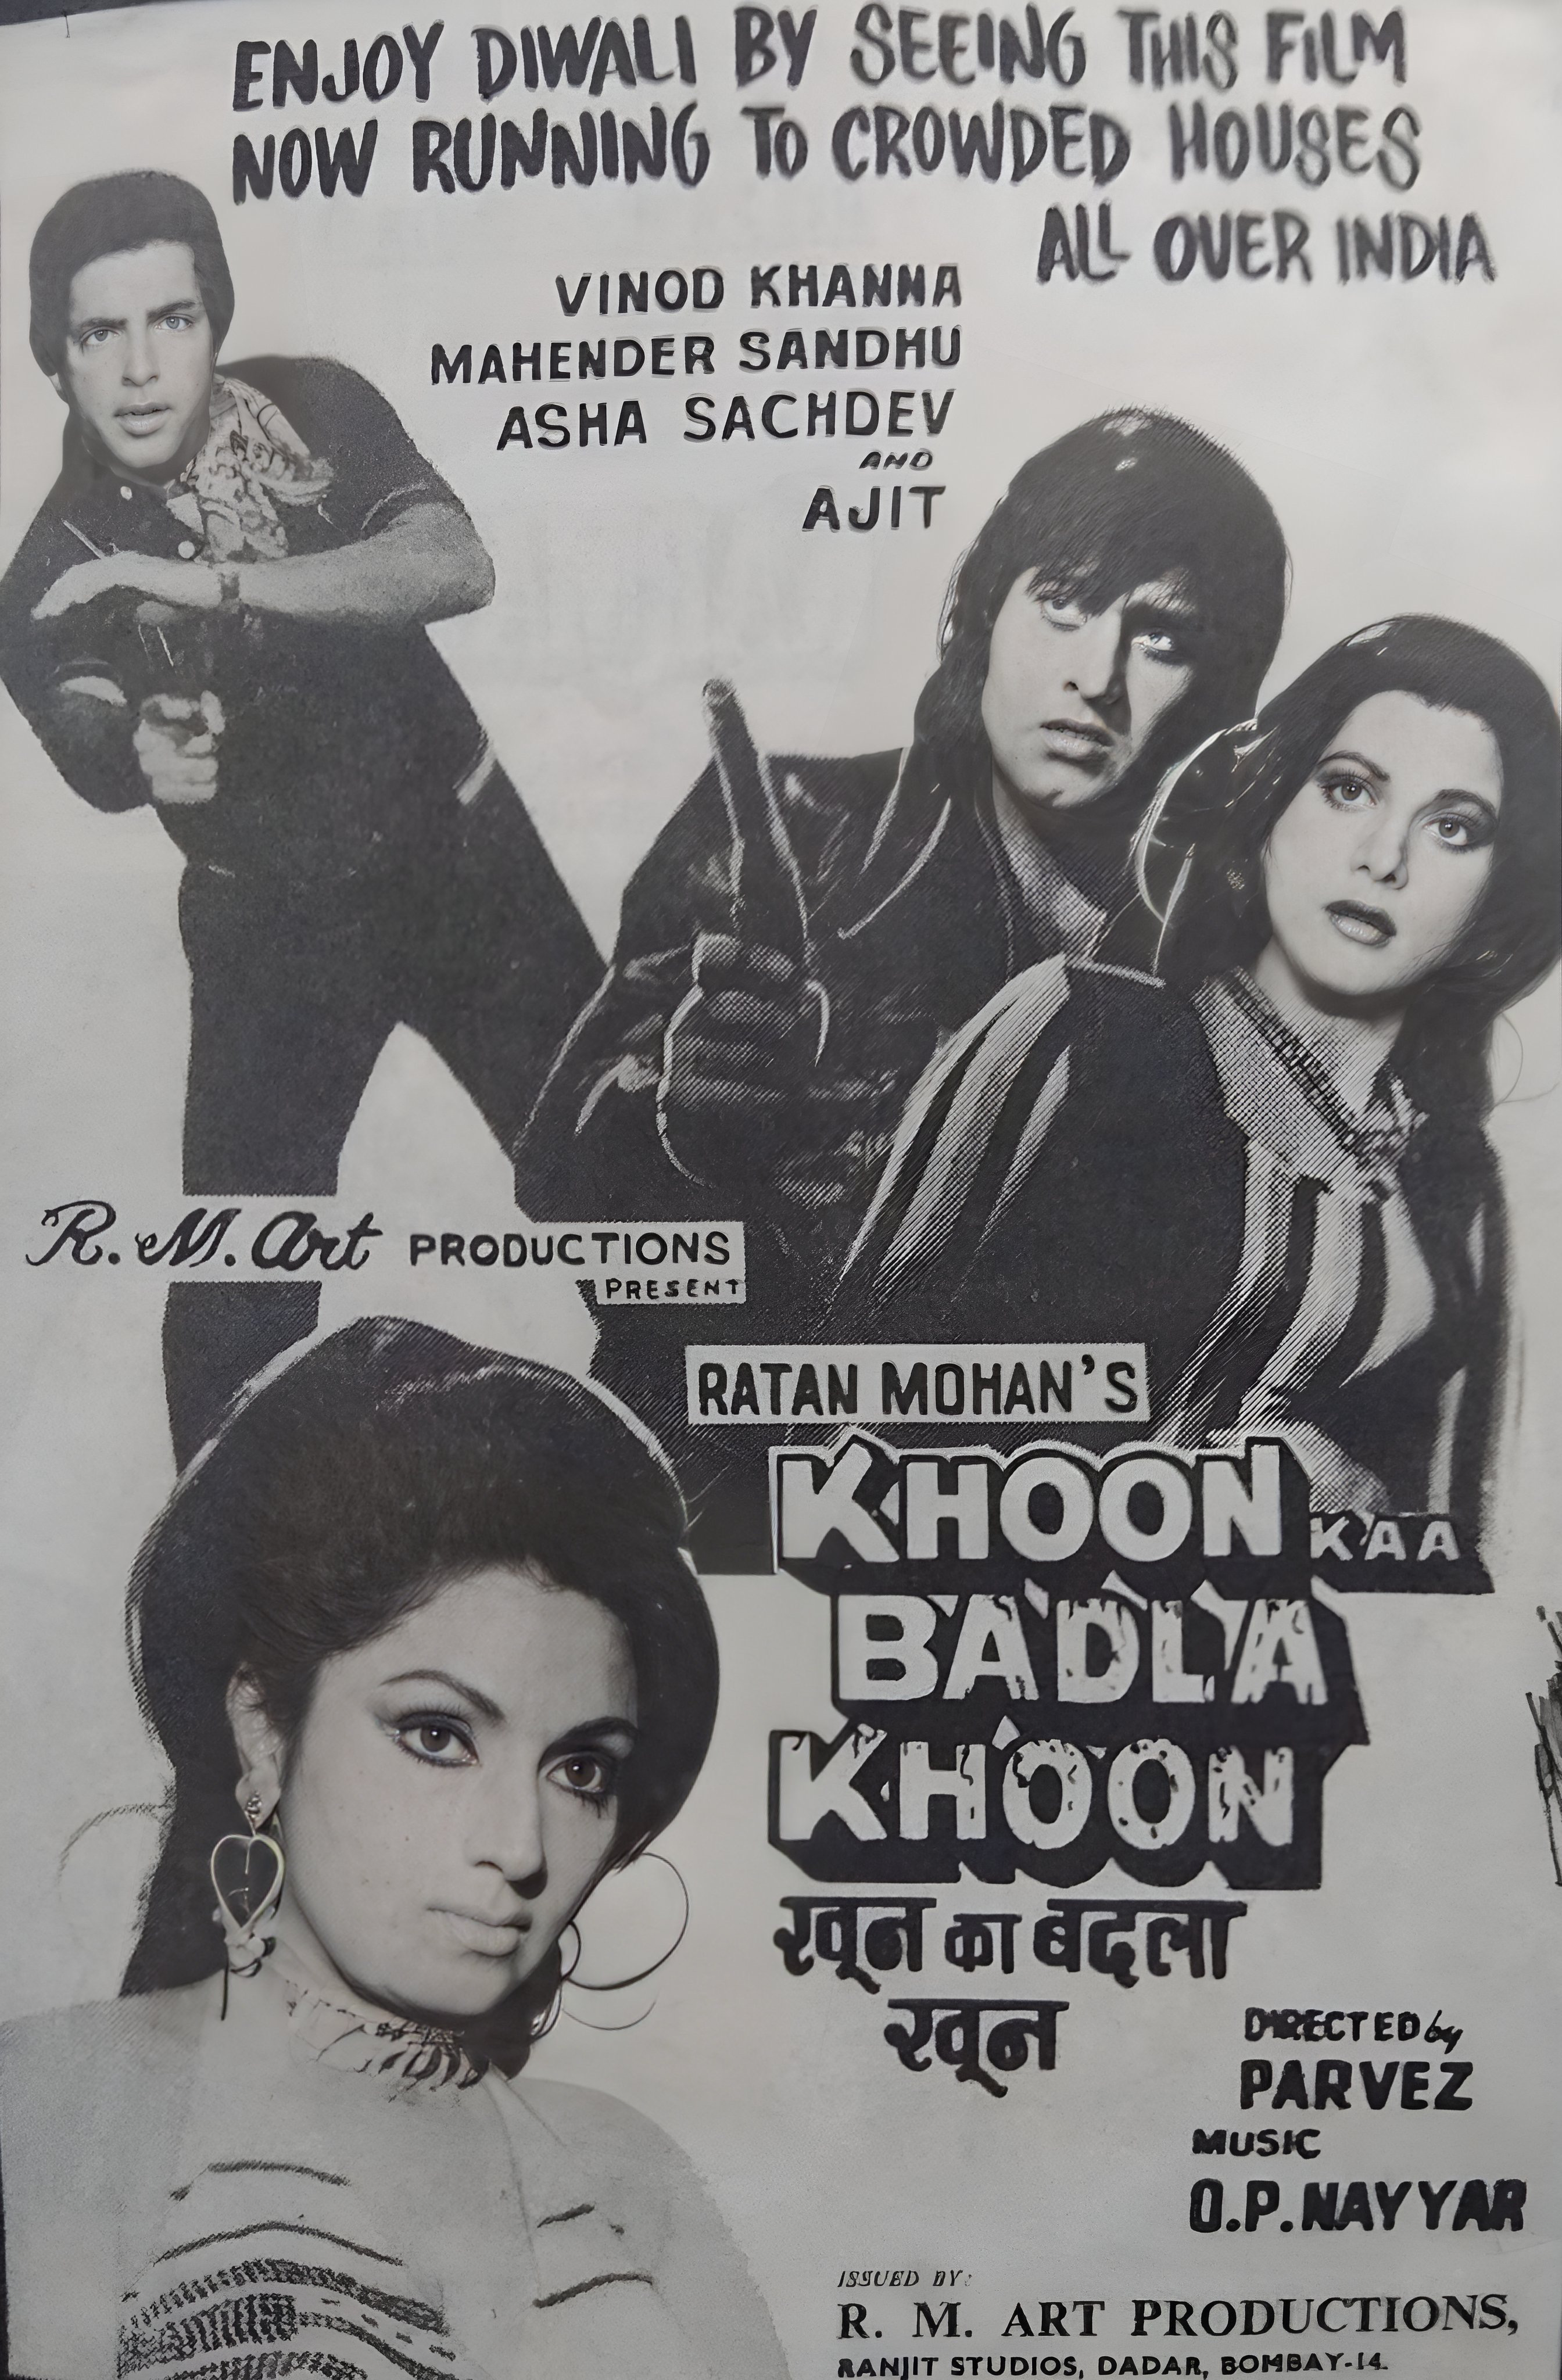 ENJOY DIWALI BY SEEING THIS FILM
NOW RUNNING TO CROWDED HOUSES
ALL OVER INDIA
VINOD KHANNA
MAHENDER SANDHU
ASHA SACHDEV
AND
AJIT
R. M. Art PRODUCTIONS
PRESENT
RATAN MOHAN'S
KHOON KAA
BADLA
KHOON
खून का बदला
खून
DIRECTED by
PARVEZ
MUSIC
O.P. NAYYAR
ISSUED BY:
R. M. ART PRODUCTIONS,
RANJIT STUDIOS, DADAR, BOMBAY-14.